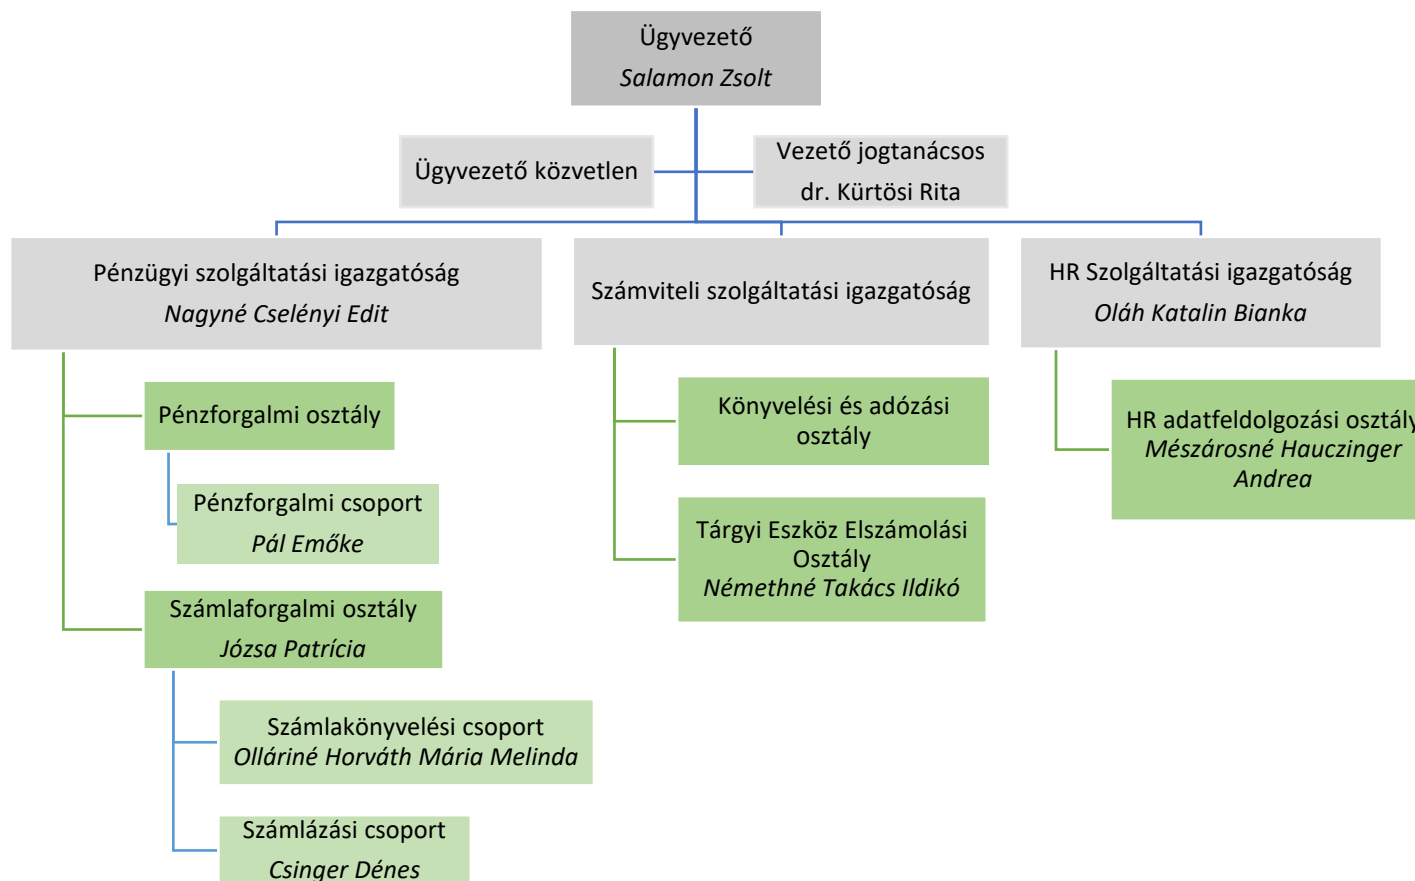 Ügyvezető
Salamon Zsolt
Ügyvezető közvetlen
Vezető jogtanácsos
dr. Kürtösi Rita
Pénzügyi szolgáltatási igazgatóság
Nagyné Cselényi Edit
Számviteli szolgáltatási igazgatóság
HR Szolgáltatási igazgatóság
Oláh Katalin Bianka
Pénzforgalmi osztály
Pénzforgalmi csoport
Pál Emőke
Számlaforgalmi osztály
Józsa Patrícia
Számlakönyvelési csoport
Olláriné Horváth Mária Melinda
Számlázási csoport
Csinger Dénes
Könyvelési és adózási
osztály
Tárgyi Eszköz Elszámolási
Osztály
Némethné Takács Ildikó
HR adatfeldolgozási osztály
Mészárosné Hauczinger
Andrea